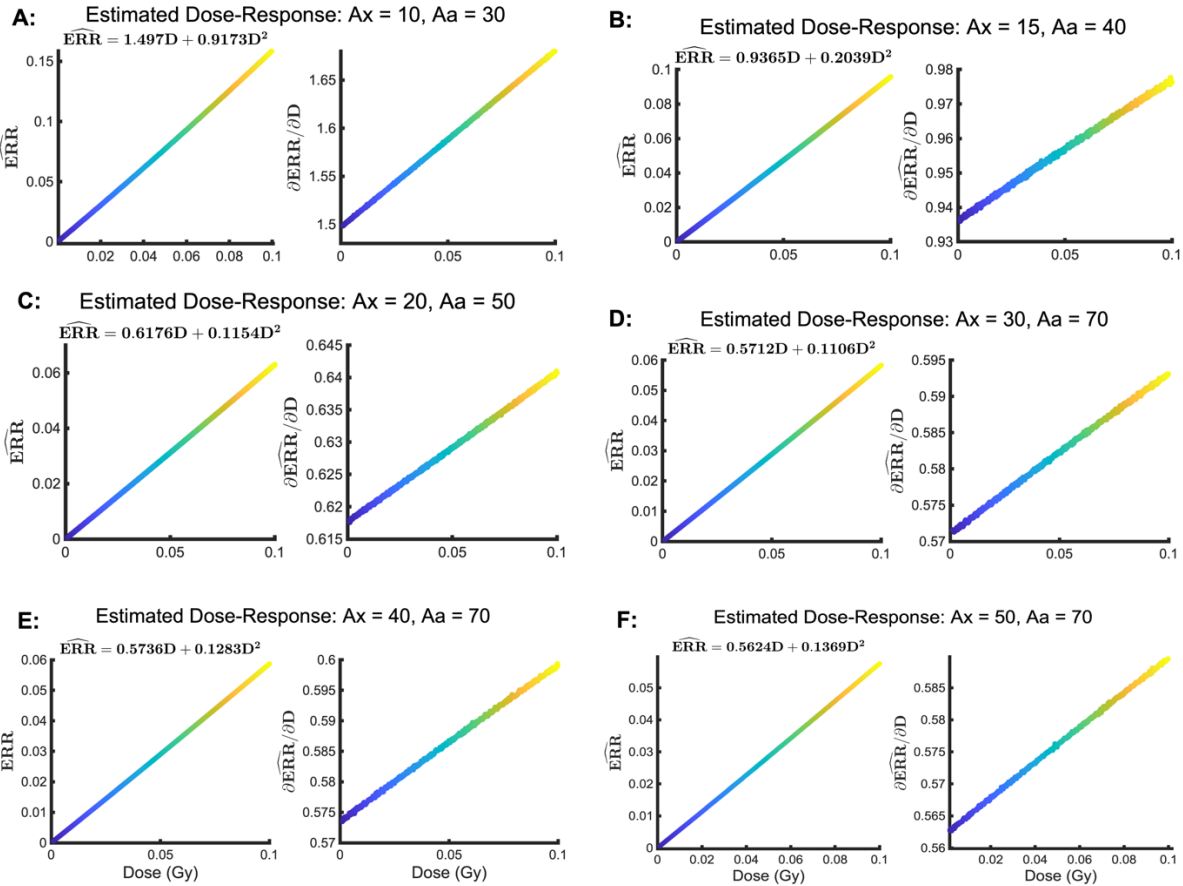 A: Estimated Dose-Response: Ax = 10, Aa = 30
ERR̂ = 1.497D + 0.9173D²
0.15
0.1
0.05
0
ERR̂
0.02 0.04 0.06 0.08 0.1
1.65
1.6
1.55
1.5
∂ERR/∂D
0.05 0.1
B: Estimated Dose-Response: Ax = 15, Aa = 40
ERR̂ = 0.9365D + 0.2039D²
0.1
0.08
0.06
0.04
0.02
0
ERR̂
0 0.05 0.1
0.98
0.97
0.96
0.95
0.94
0.93
∂ERR̂/∂D
0 0.05 0.1
C: Estimated Dose-Response: Ax = 20, Aa = 50
ERR̂ = 0.6176D + 0.1154D²
0.06
0.04
0.02
0
ERR̂
0 0.05 0.1
0.645
0.64
0.635
0.63
0.625
0.62
0.615
∂ERR̂/∂D
0 0.05 0.1
D: Estimated Dose-Response: Ax = 30, Aa = 70
ERR̂ = 0.5712D + 0.1106D²
0.06
0.05
0.04
0.03
0.02
0.01
0
ERR̂
0 0.05 0.1
0.595
0.59
0.585
0.58
0.575
0.57
∂ERR̂/∂D
0 0.05 0.1
E: Estimated Dose-Response: Ax = 40, Aa = 70
ERR̂ = 0.5736D + 0.1283D²
0.06
0.05
0.04
0.03
0.02
0.01
0
ERR
0 0.05 0.1
Dose (Gy)
0.6
0.595
0.59
0.585
0.58
0.575
0.57
∂ERR̂/∂D
0 0.05 0.1
Dose (Gy)
F: Estimated Dose-Response: Ax = 50, Aa = 70
ERR̂ = 0.5624D + 0.1369D²
0.05
0.04
0.03
0.02
0.01
0
ERR̂
0 0.02 0.04 0.06 0.08 0.1
Dose (Gy)
0.585
0.58
0.575
0.57
0.565
0.56
∂ERR̂/∂D
0.02 0.04 0.06 0.08 0.1
Dose (Gy)